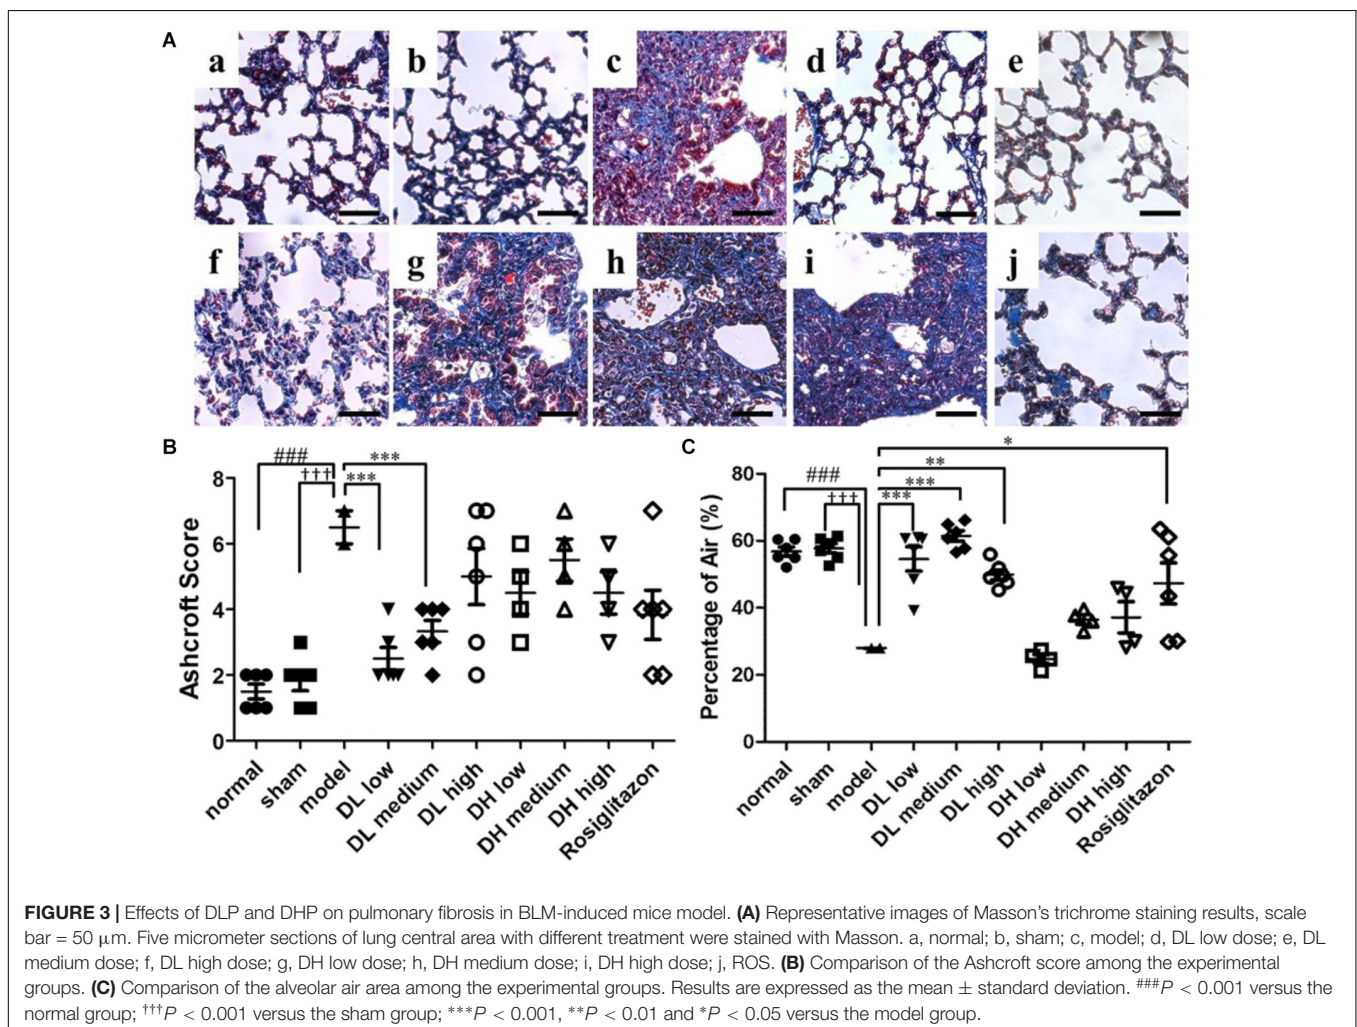 A
a b c d e
f g h i j
B
###
***
†††
***
8
6
4
2
0
Ashcroft Score
normal
sham
model
DL low
DL medium
DL high
DH low
DH medium
DH high
Rosiglitazon
C
*
**
###
***
†††
***
80
60
40
20
0
Percentage of Air (%)
normal
sham
model
DL low
DL medium
DL high
DH low
DH medium
DH high
Rosiglitazon
FIGURE 3 | Effects of DLP and DHP on pulmonary fibrosis in BLM-induced mice model. (A) Representative images of Masson's trichrome staining results, scale
bar = 50 μm. Five micrometer sections of lung central area with different treatment were stained with Masson. a, normal; b, sham; c, model; d, DL low dose; e, DL
medium dose; f, DL high dose; g, DH low dose; h, DH medium dose; i, DH high dose; j, ROS. (B) Comparison of the Ashcroft score among the experimental
groups. (C) Comparison of the alveolar air area among the experimental groups. Results are expressed as the mean ± standard deviation. ###P < 0.001 versus the
normal group; †††P < 0.001 versus the sham group; ***P < 0.001, **P < 0.01 and *P < 0.05 versus the model group.